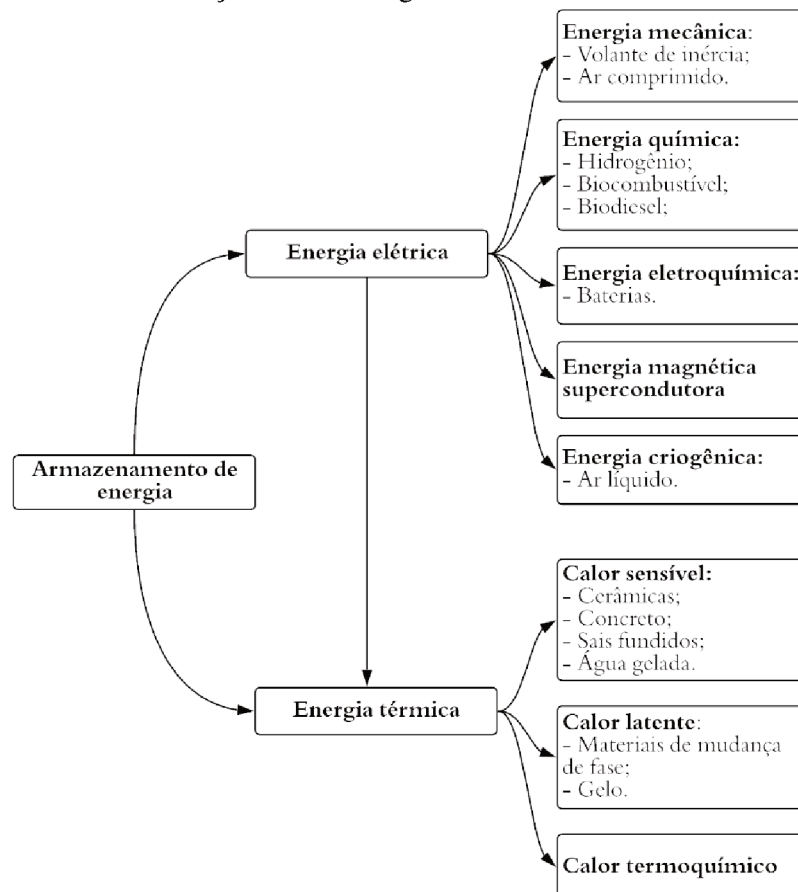 Energia mecânica:
- Volante de inércia;
- Ar comprimido.
Energia química:
- Hidrogênio;
- Biocombustível;
- Biodiesel;
Energia elétrica
Energia eletroquímica:
- Baterias.
Energia magnética
supercondutora
Armazenamento de
energia
Energia criogênica:
- Ar líquido.
Calor sensível:
- Cerâmicas;
- Concreto;
- Sais fundidos;
- Água gelada.
Energia térmica
Calor latente:
- Materiais de mudança
de fase;
- Gelo.
Calor termoquímico